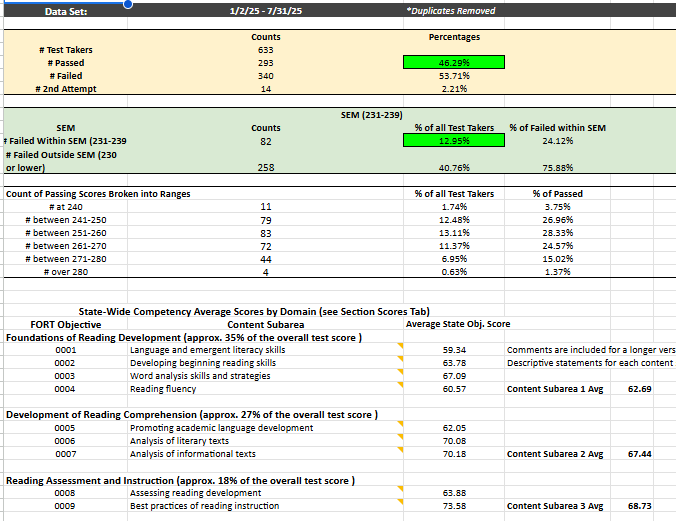 Data Set: 1/2/25 - 7/31/25 *Duplicates Removed
Counts Percentages
# Test Takers 633
# Passed 293 46.29%
# Failed 340 53.71%
# 2nd Attempt 14 2.21%
SEM (231-239)
SEM Counts % of all Test Takers % of Failed within SEM
# Failed Within SEM (231-239 82 12.95% 24.12%
# Failed Outside SEM (230
or lower) 258 40.76% 75.88%
Count of Passing Scores Broken into Ranges % of all Test Takers % of Passed
# at 240 11 1.74% 3.75%
# between 241-250 79 12.48% 26.96%
# between 251-260 83 13.11% 28.33%
# between 261-270 72 11.37% 24.57%
# between 271-280 44 6.95% 15.02%
# over 280 4 0.63% 1.37%
State-Wide Competency Average Scores by Domain (see Section Scores Tab)
FORT Objective Content Subarea Average State Obj. Score
Foundations of Reading Development (approx. 35% of the overall test score )
0001 Language and emergent literacy skills 59.34 Comments are included for a longer vers
0002 Developing beginning reading skills 63.78 Descriptive statements for each content
0003 Word analysis skills and strategies 67.09
0004 Reading fluency 60.57 Content Subarea 1 Avg 62.69
Development of Reading Comprehension (approx. 27% of the overall test score )
0005 Promoting academic language development 62.05
0006 Analysis of literary texts 70.08
0007 Analysis of informational texts 70.18 Content Subarea 2 Avg 67.44
Reading Assessment and Instruction (approx. 18% of the overall test score )
0008 Assessing reading development 63.88
0009 Best practices of reading instruction 73.58 Content Subarea 3 Avg 68.73